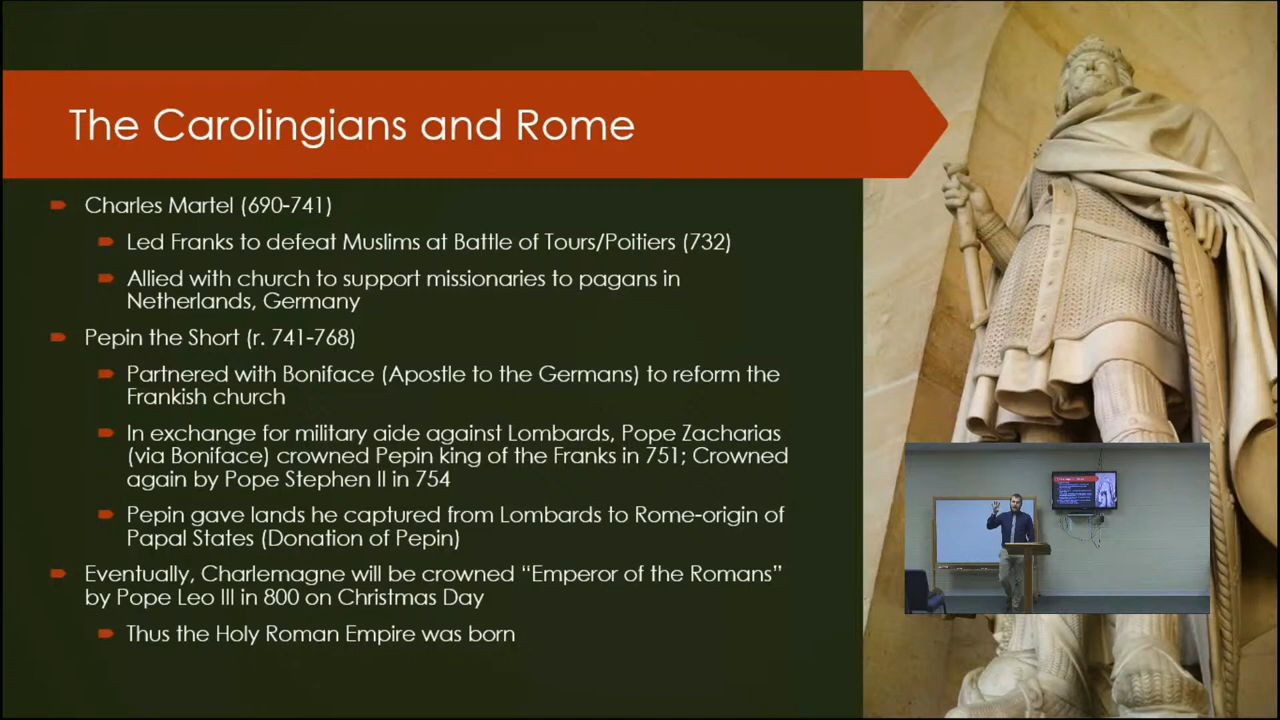 The Carolingians and Rome
Charles Martel (690-741)
Led Franks to defeat Muslims at Battle of Tours/Poitiers (732)
Allied with church to support missionaries to pagans in
Netherlands, Germany
Pepin the Short (r. 741-768)
Partnered with Boniface (Apostle to the Germans) to reform the
Frankish church
In exchange for military aide against Lombards, Pope Zacharias
(via Boniface) crowned Pepin king of the Franks in 751; Crowned
again by Pope Stephen II in 754
Pepin gave lands he captured from Lombards to Rome-origin of
Papal States (Donation of Pepin)
Eventually, Charlemagne will be crowned “Emperor of the Romans”
by Pope Leo III in 800 on Christmas Day
Thus the Holy Roman Empire was born